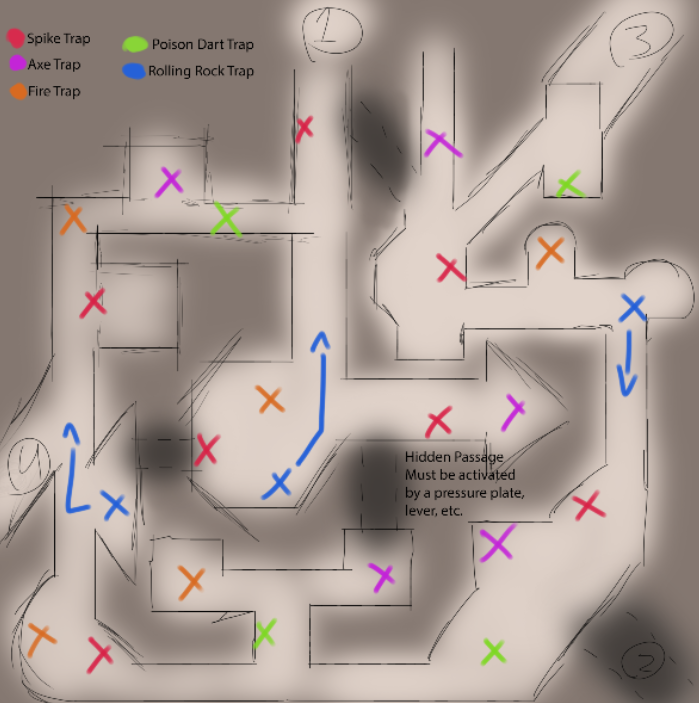 1
3
Spike Trap
Poison Dart Trap
Axe Trap
Rolling Rock Trap
Fire Trap
4
Hidden Passage
Must be activated
by a pressure plate,
lever, etc.
2